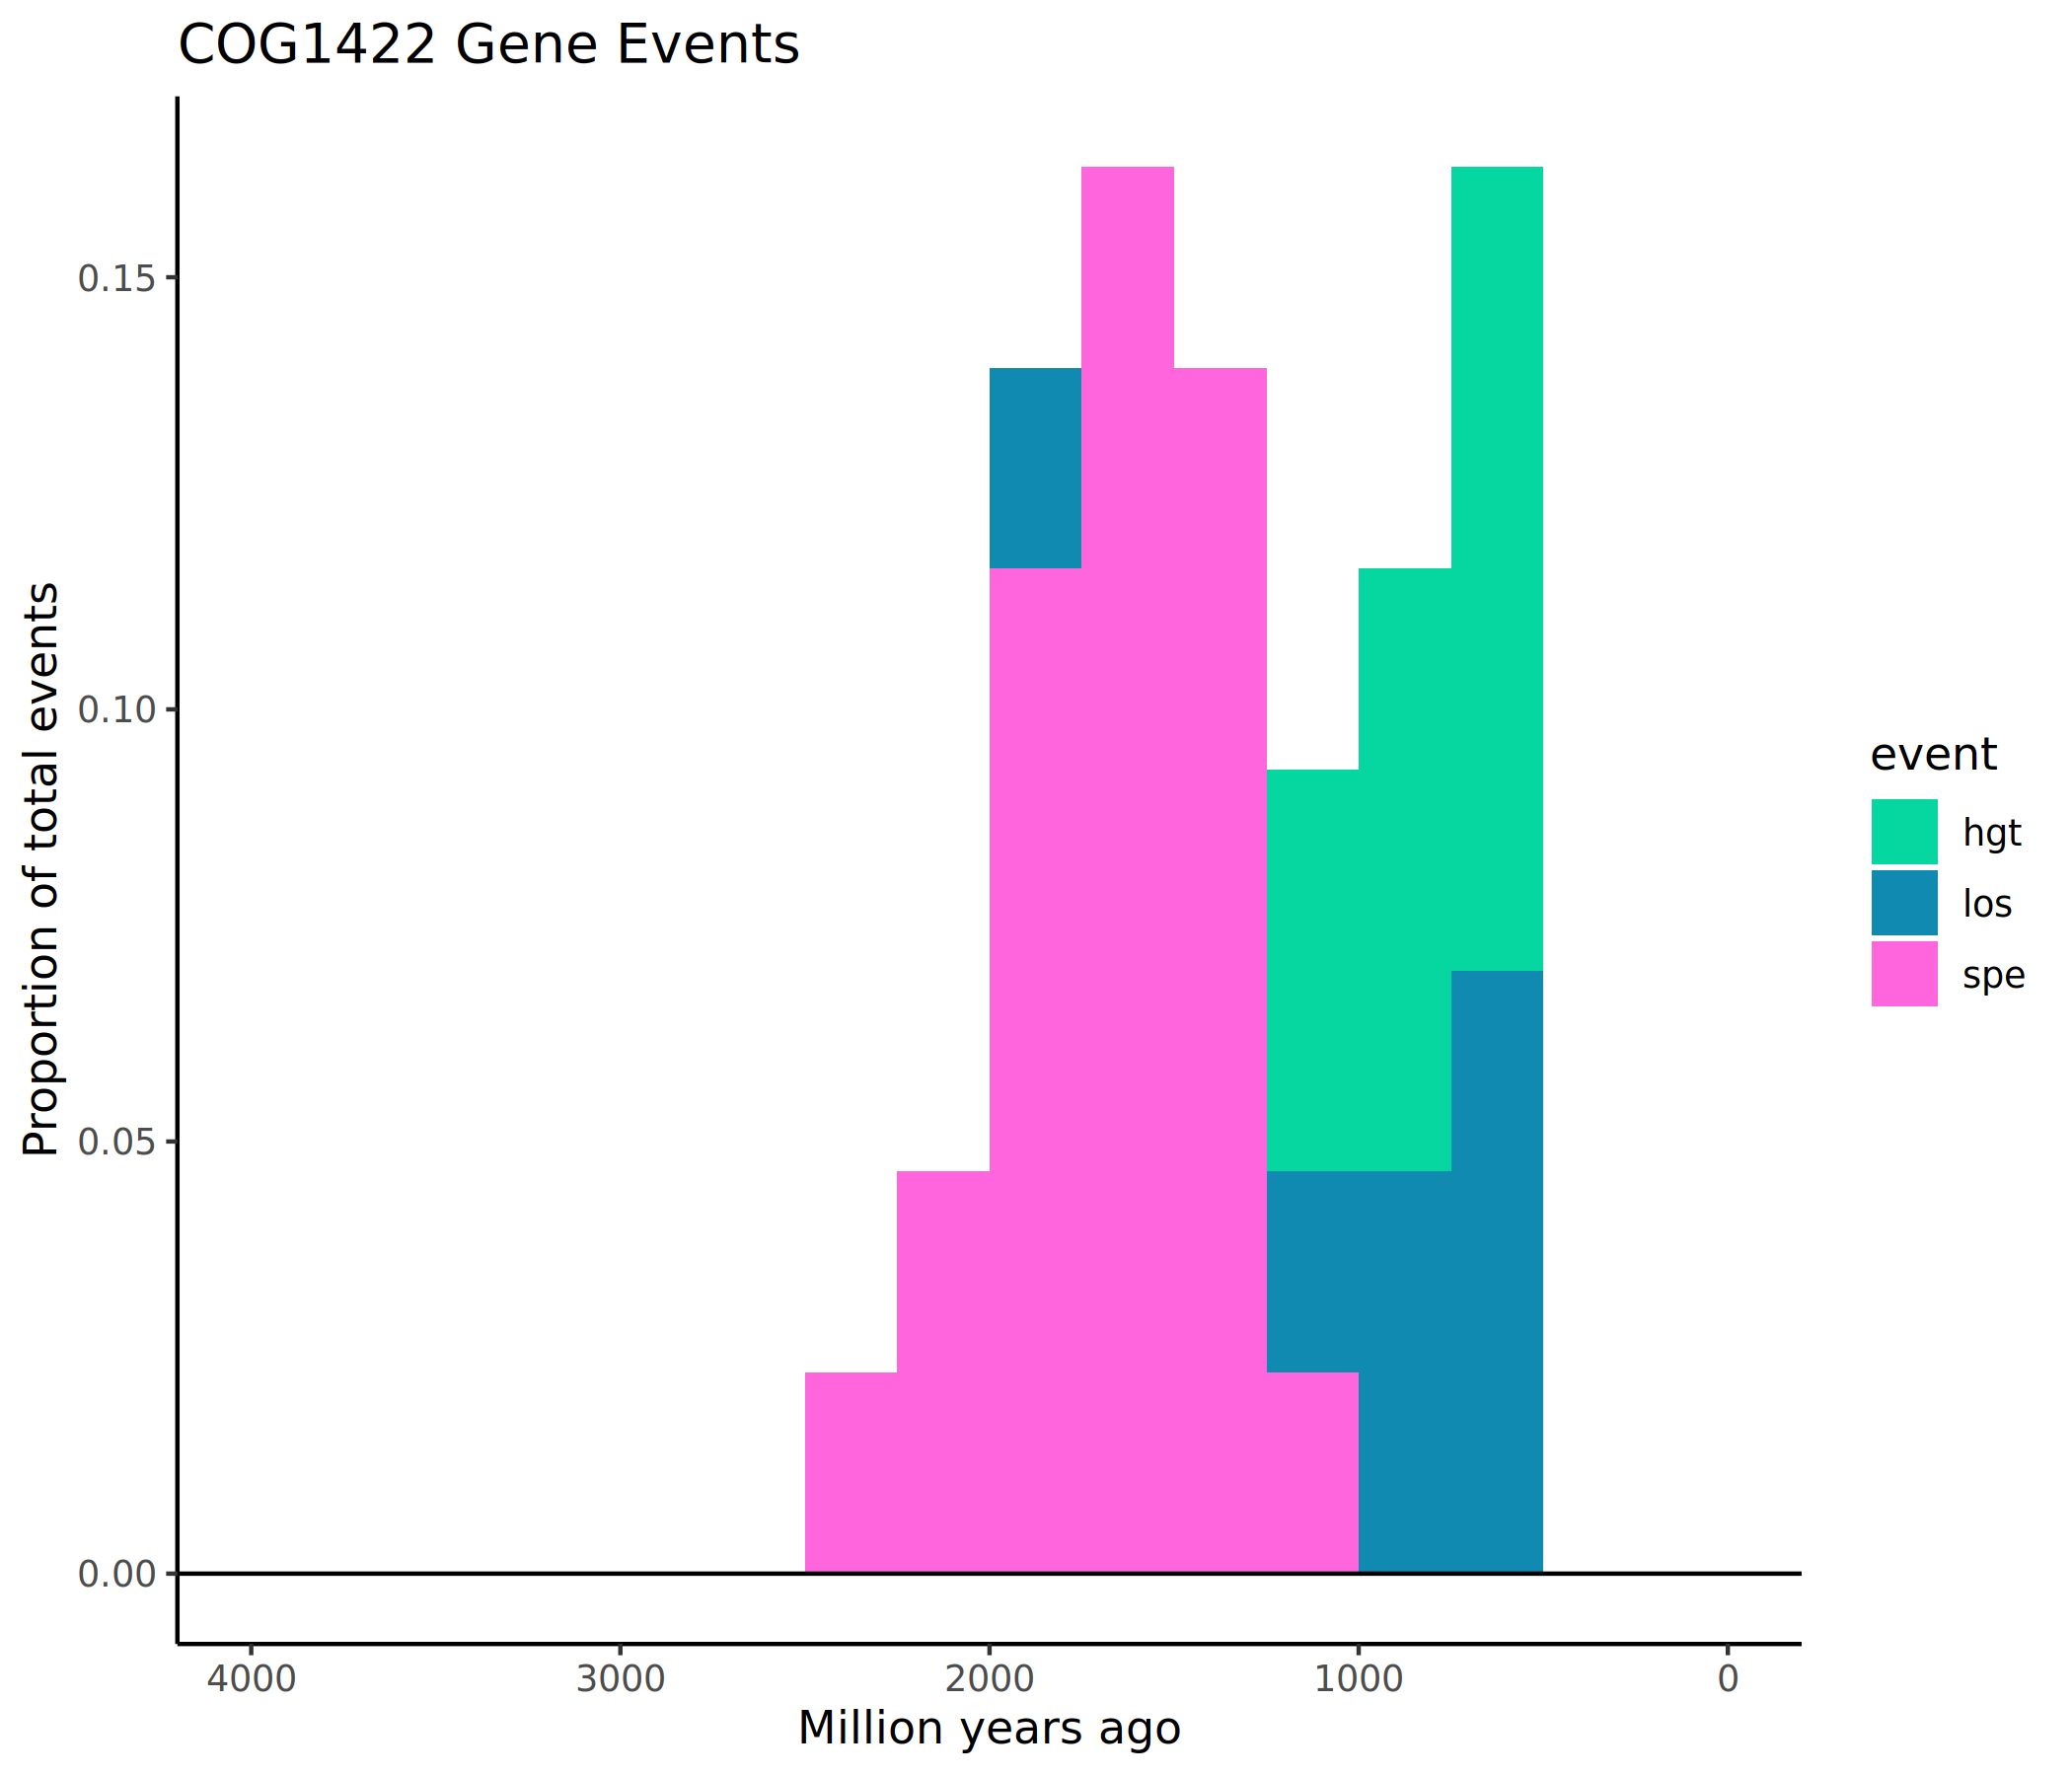 COG1422 Gene Events
Proportion of total events
0.15
0.10
0.05
0.00
4000 3000 2000 1000 0
Million years ago
event
hgt
los
spe